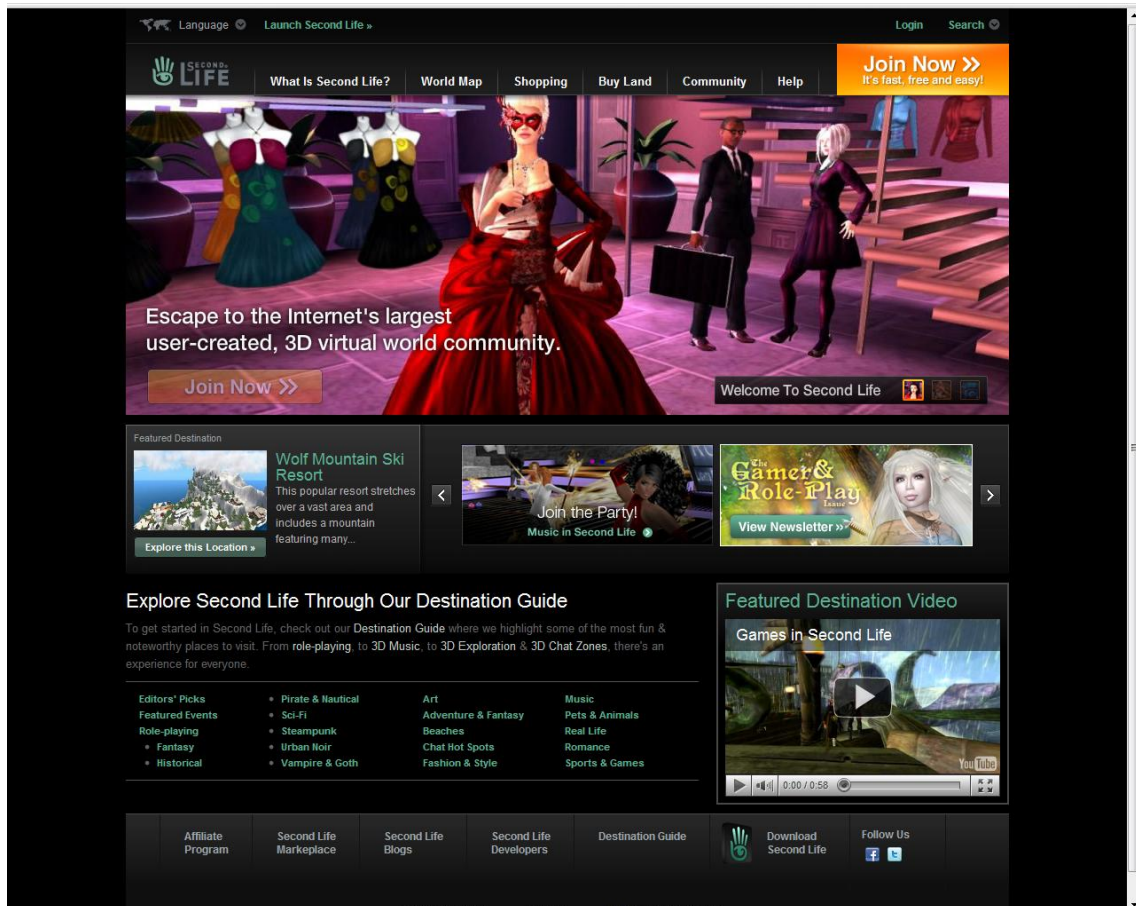 Language
Launch Second Life »
Login
Search
SECOND
LIFE
What Is Second Life?
World Map
Shopping
Buy Land
Community
Help
Join Now
It's fast, free and easy!
Escape to the Internet's largest
user-created, 3D virtual world community.
Join Now
Welcome To Second Life
Featured Destination
Wolf Mountain Ski
Resort
This popular resort stretches
over a vast area and
includes a mountain
featuring many...
Explore this Location »
Join the Party!
Music in Second Life
The
Gamer &
Role-Play
Issue
View Newsletter »
Explore Second Life Through Our Destination Guide
To get started in Second Life, check out our Destination Guide where we highlight some of the most fun &
noteworthy places to visit. From role-playing, to 3D Music, to 3D Exploration & 3D Chat Zones, there's an
experience for everyone.
Editors' Picks
Featured Events
Role-playing
• Fantasy
• Historical
• Pirate & Nautical
• Sci-Fi
• Steampunk
• Urban Noir
• Vampire & Goth
Art
Adventure & Fantasy
Beaches
Chat Hot Spots
Fashion & Style
Music
Pets & Animals
Real Life
Romance
Sports & Games
Featured Destination Video
Games in Second Life
YouTube
0:00 / 0:58
Affiliate
Program
Second Life
Markeplace
Second Life
Blogs
Second Life
Developers
Destination Guide
Download
Second Life
Follow Us